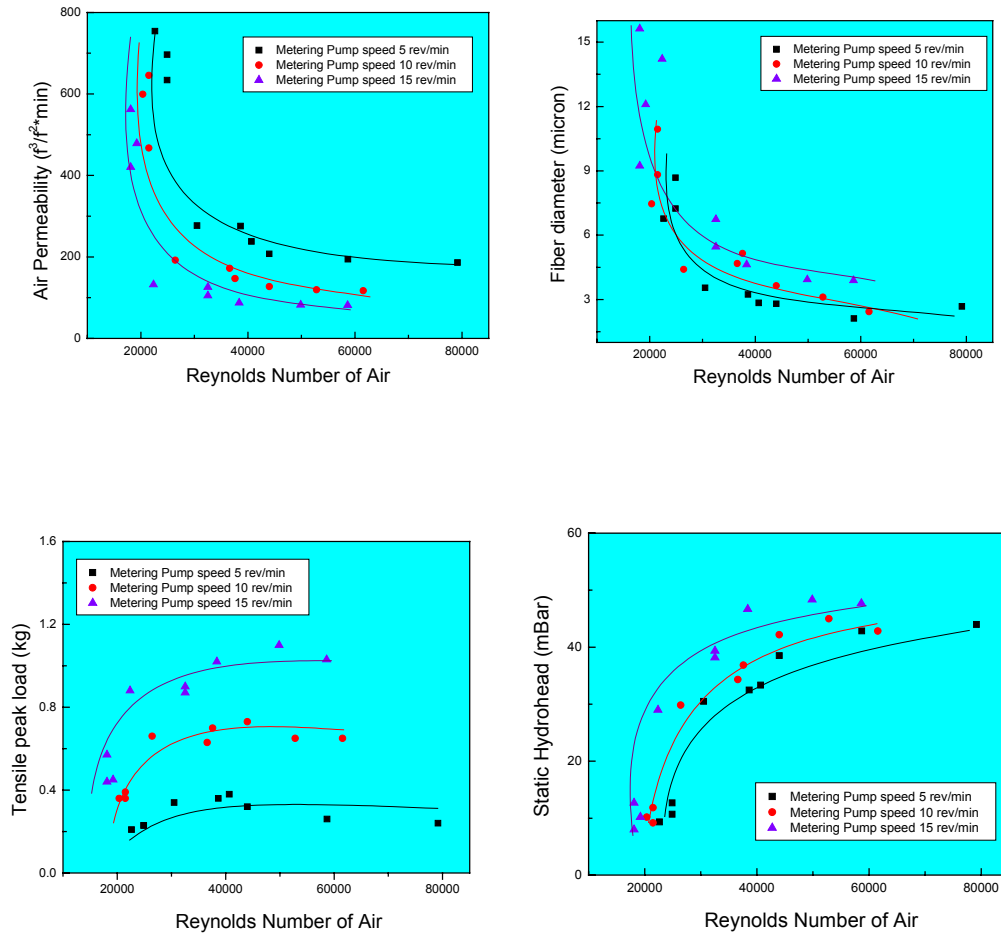 Air Permeability (f³/f²*min)
800
600
400
200
0
Metering Pump speed 5 rev/min
Metering Pump speed 10 rev/min
Metering Pump speed 15 rev/min
20000 40000 60000 80000
Reynolds Number of Air
Fiber diameter (micron)
15
12
9
6
3
Metering Pump speed 5 rev/min
Metering Pump speed 10 rev/min
Metering Pump speed 15 rev/min
20000 40000 60000 80000
Reynolds Number of Air
Tensile peak load (kg)
1.6
1.2
0.8
0.4
0.0
Metering Pump speed 5 rev/min
Metering Pump speed 10 rev/min
Metering Pump speed 15 rev/min
20000 40000 60000 80000
Reynolds Number of Air
Static Hydrohead (mBar)
60
40
20
0
Metering Pump speed 5 rev/min
Metering Pump speed 10 rev/min
Metering Pump speed 15 rev/min
20000 40000 60000 80000
Reynolds Number of Air